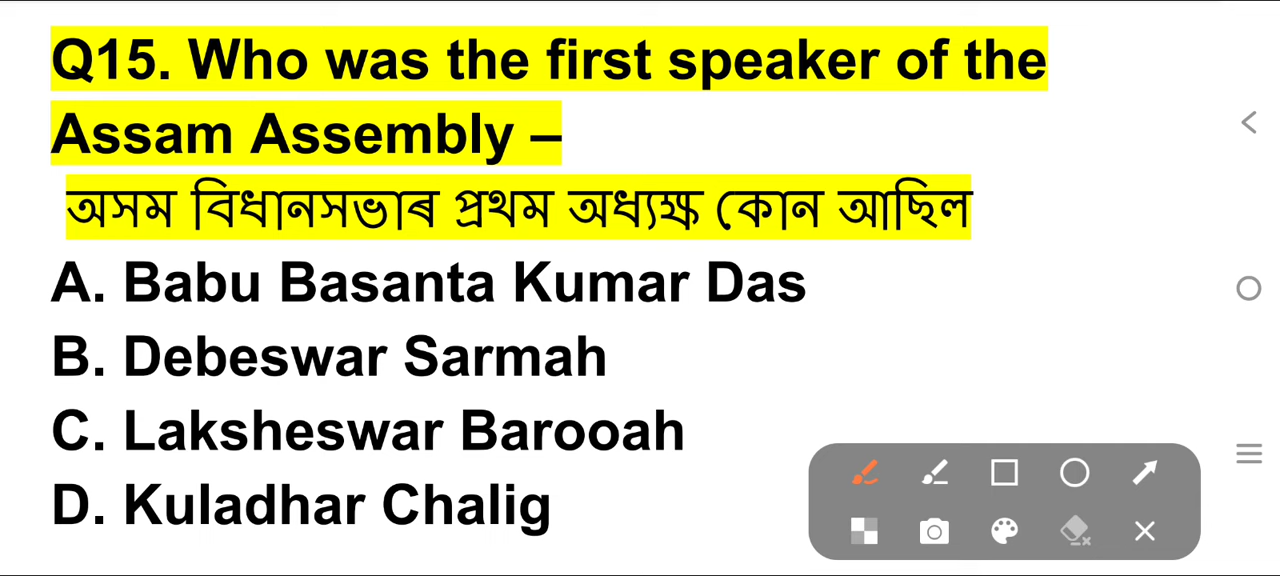 Q15. Who was the first speaker of the
Assam Assembly –
অসম বিধানসভাৰ প্ৰথম অধ্যক্ষ কোন আছিল
A. Babu Basanta Kumar Das
B. Debeswar Sarmah
C. Laksheswar Barooah
D. Kuladhar Chalig